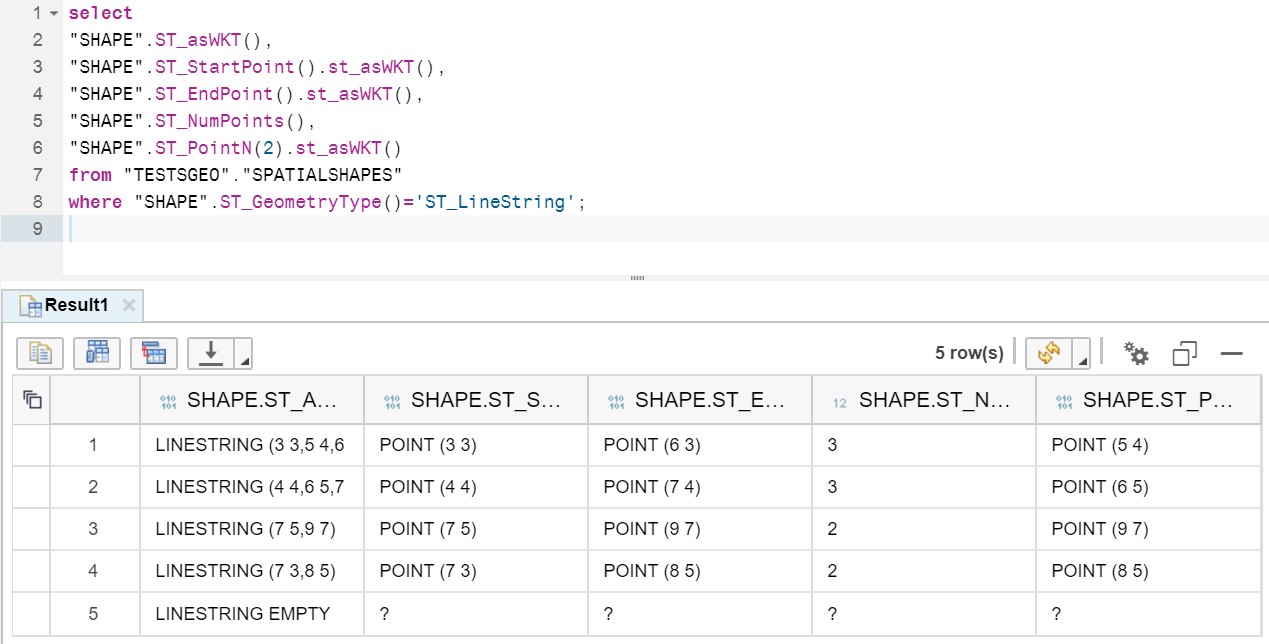 1 select
2 "SHAPE".ST_asWKT(),
3 "SHAPE".ST_StartPoint().st_asWKT(),
4 "SHAPE".ST_EndPoint().st_asWKT(),
5 "SHAPE".ST_NumPoints(),
6 "SHAPE".ST_PointN(2).st_asWKT()
7 from "TESTSGEO"."SPATIALSHAPES"
8 where "SHAPE".ST_GeometryType()='ST_LineString';
9
Result1
5 row(s)
SHAPE.ST_A... SHAPE.ST_S... SHAPE.ST_E... 12 SHAPE.ST_N... SHAPE.ST_P...
1 LINESTRING (3 3,5 4,6 POINT (3 3) POINT (6 3) 3 POINT (5 4)
2 LINESTRING (4 4,6 5,7 POINT (4 4) POINT (7 4) 3 POINT (6 5)
3 LINESTRING (7 5,9 7) POINT (7 5) POINT (9 7) 2 POINT (9 7)
4 LINESTRING (7 3,8 5) POINT (7 3) POINT (8 5) 2 POINT (8 5)
5 LINESTRING EMPTY ? ? ? ?